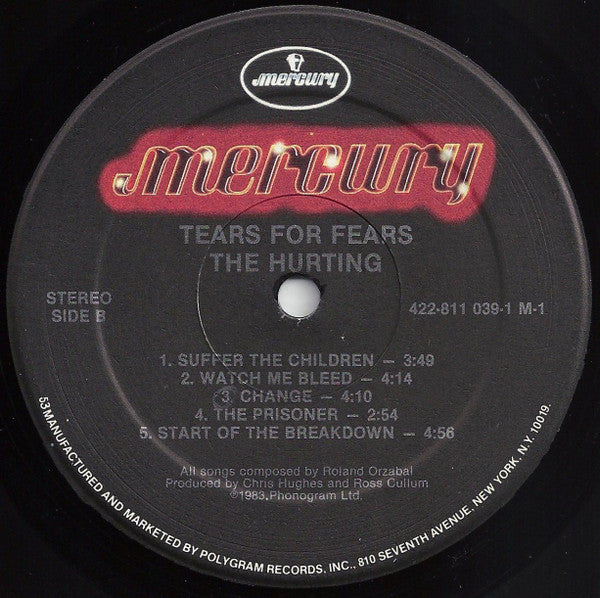 mercury
mercury
TEARS FOR FEARS
THE HURTING
STEREO
SIDE B
422-811 039-1 M-1
1. SUFFER THE CHILDREN – 3:49
2. WATCH ME BLEED – 4:14
3. CHANGE – 4:10
4. THE PRISONER – 2:54
5. START OF THE BREAKDOWN – 4:56
All songs composed by Roland Orzabal
Produced by Chris Hughes and Ross Cullum
℗1983 Phonogram Ltd.
53 MANUFACTURED AND MARKETED BY POLYGRAM RECORDS, INC., 810 SEVENTH AVENUE, NEW YORK, N.Y. 10019.